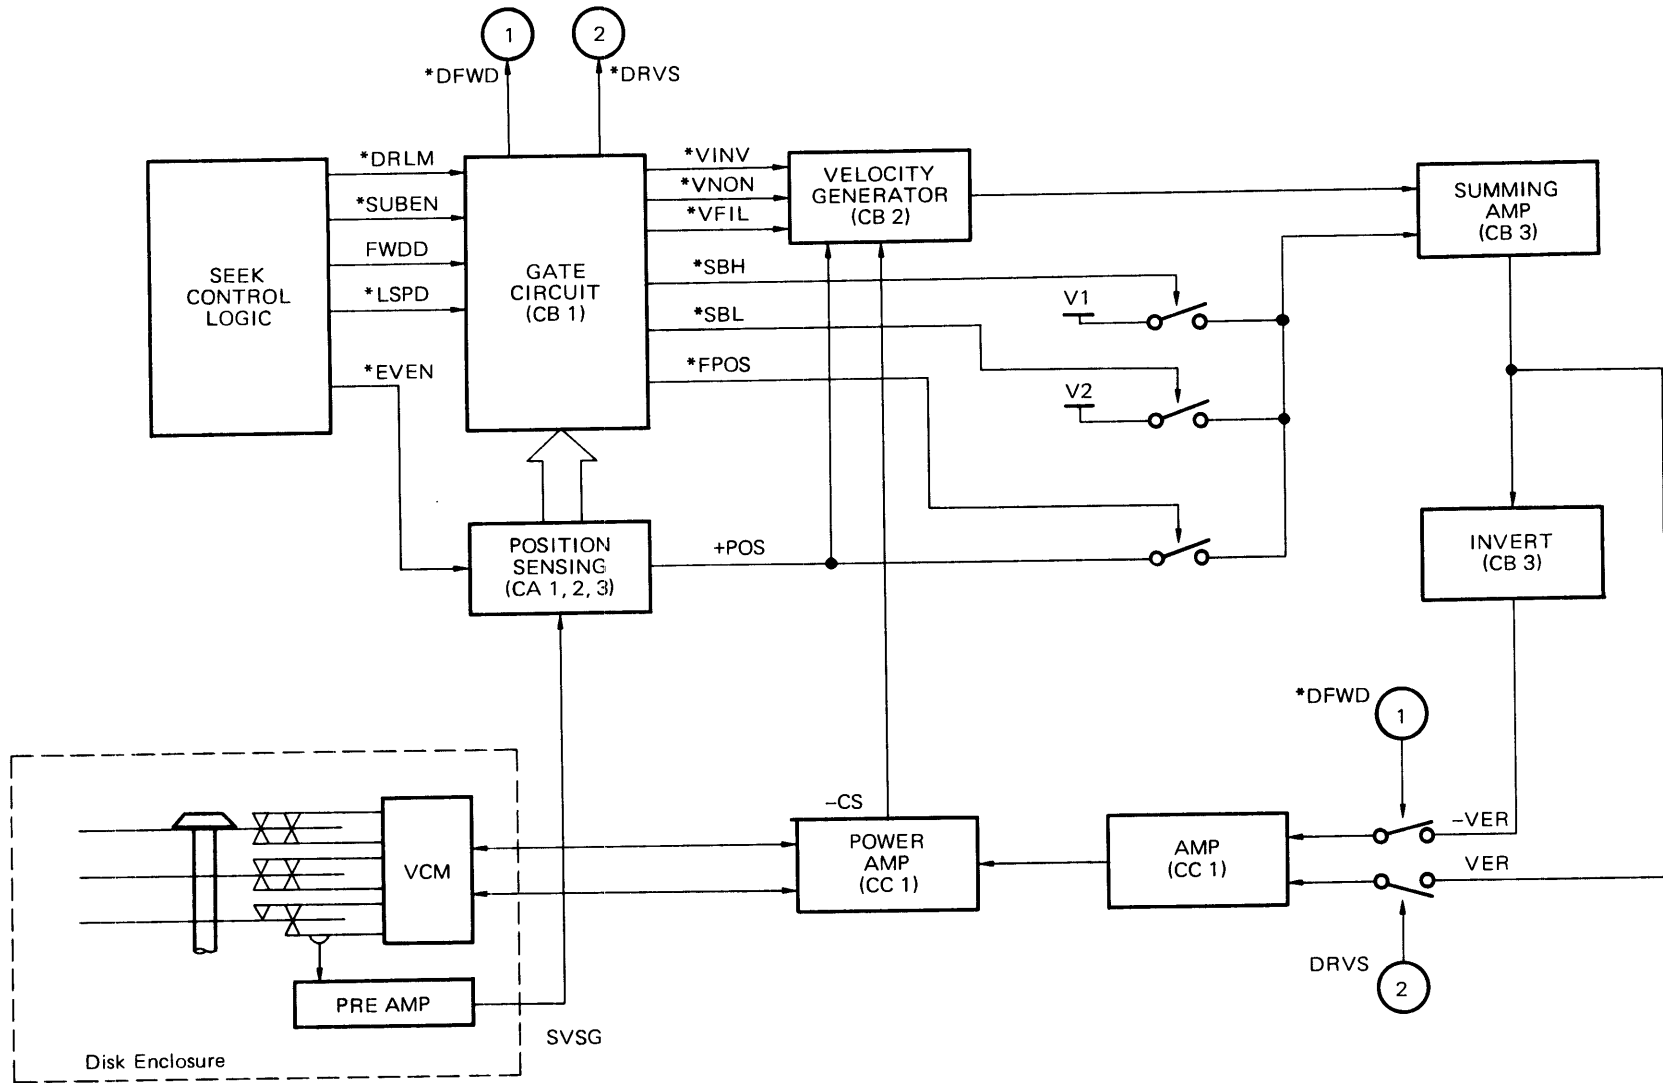 1
2
*DFWD
*DRVS
*DRLM
*SUBEN
FWDD
*LSPD
*EVEN
SEEK
CONTROL
LOGIC
GATE
CIRCUIT
(CB 1)
*VINV
*VNON
*VFIL
*SBH
*SBL
*FPOS
VELOCITY
GENERATOR
(CB 2)
SUMMING
AMP
(CB 3)
V1
V2
POSITION
SENSING
(CA 1, 2, 3)
+POS
INVERT
(CB 3)
*DFWD
1
-VER
VER
DRVS
2
-CS
POWER
AMP
(CC 1)
AMP
(CC 1)
VCM
PRE AMP
SVSG
Disk Enclosure